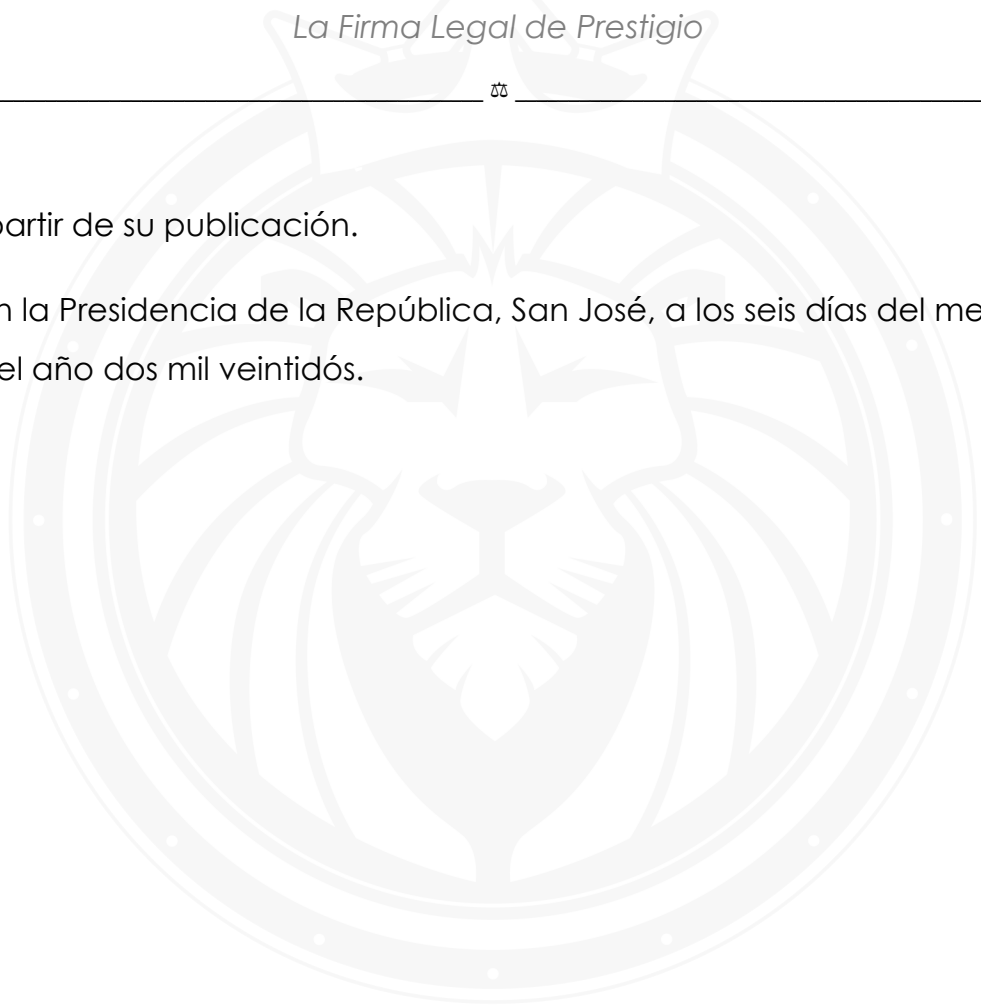 La Firma Legal de Prestigio
partir de su publicación.
la Presidencia de la República, San José, a los seis días del
el año dos mil veintidós.